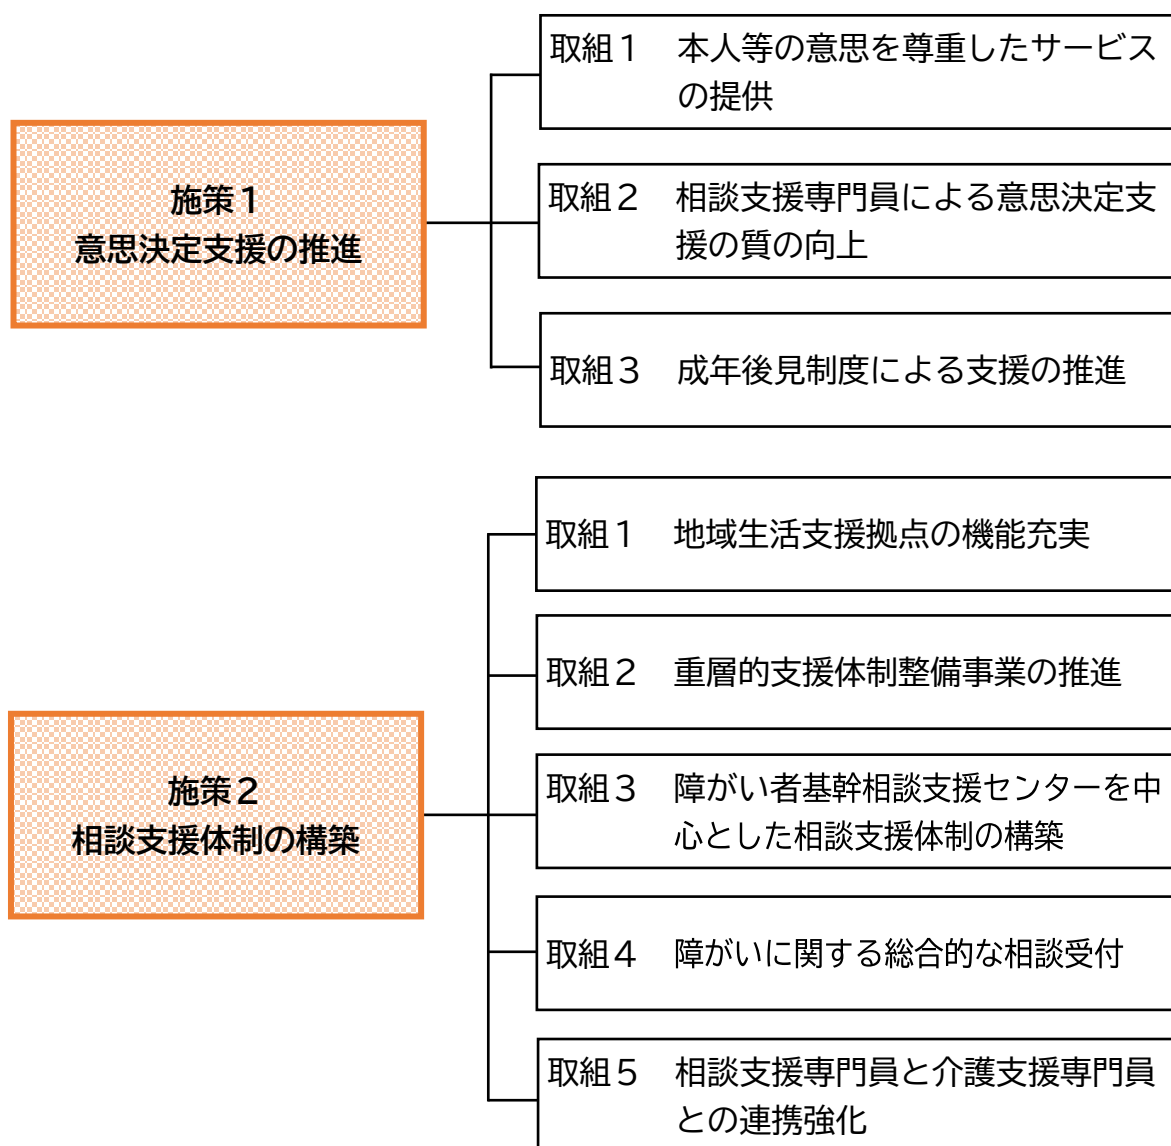 取組１　本人等の意思を尊重したサービス
の提供
施策１
意思決定支援の推進
取組２　相談支援専門員による意思決定支
援の質の向上
取組３　成年後見制度による支援の推進
取組１　地域生活支援拠点の機能充実
取組２　重層的支援体制整備事業の推進
施策２
相談支援体制の構築
取組３　障がい者基幹相談支援センターを中
心とした相談支援体制の構築
取組４　障がいに関する総合的な相談受付
取組５　相談支援専門員と介護支援専門員
との連携強化